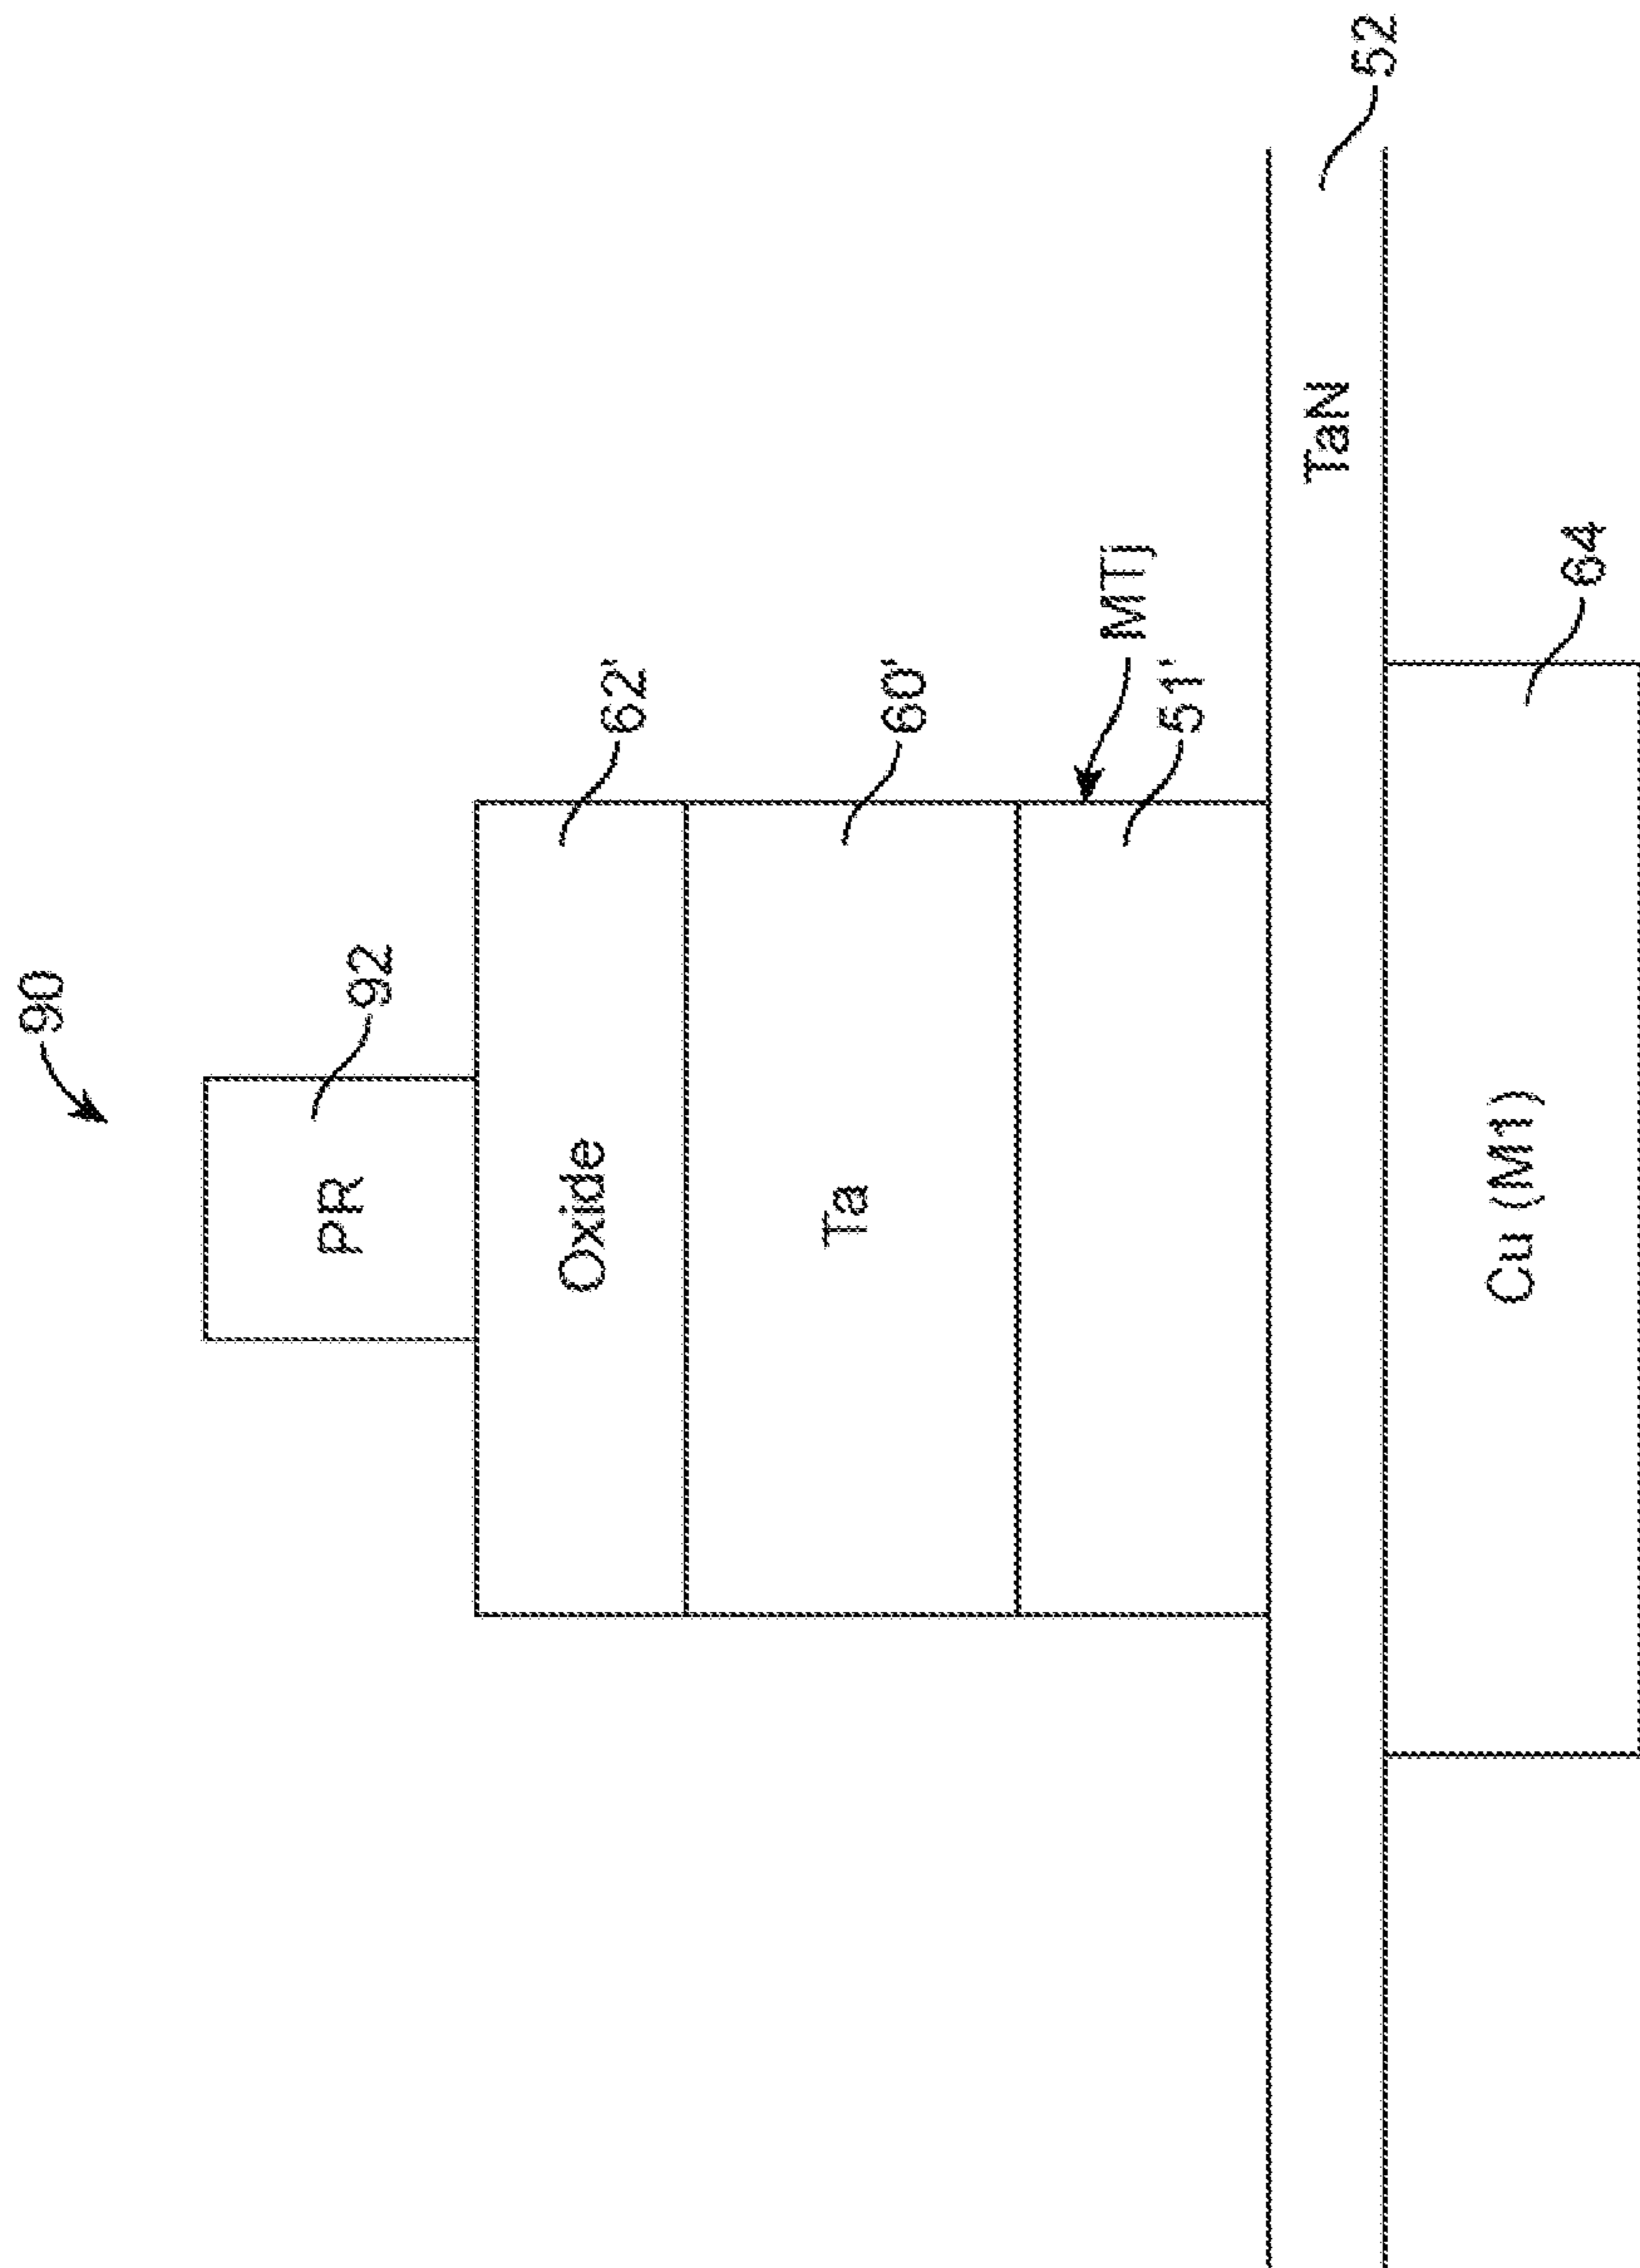 90
PR
92
Oxide
62'
Ta
60'
MTj
51'
TaN
52
Cu (M1)
64